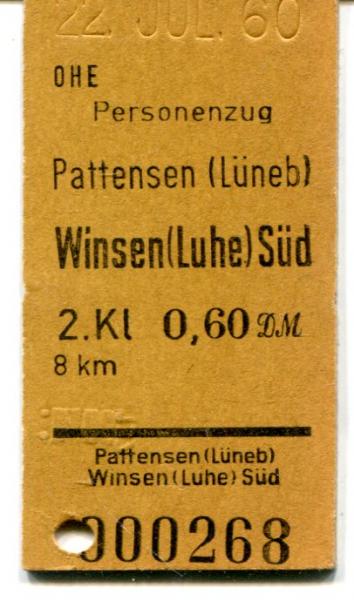 22. JUL. 60
OHE
Personenzug
Pattensen (Lüneb)
Winsen(Luhe)Süd
2.Kl 0,60 DM
8 km
Pattensen (Lüneb)
Winsen(Luhe) Süd
000268